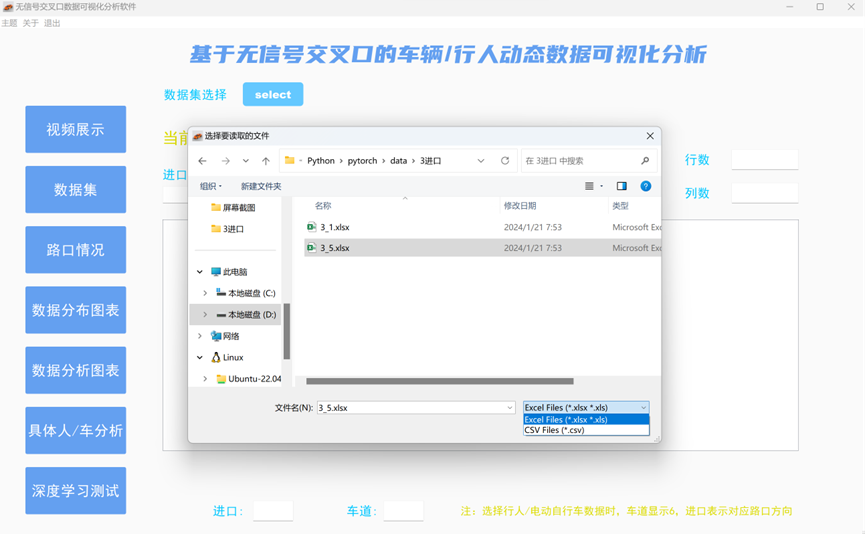 无信号交叉口数据可视化分析软件
主题 关于 退出
基于无信号交叉口的车辆/行人动态数据可视化分析
数据集选择 select
视频展示
数据集
路口情况
数据分布图表
数据分析图表
具体人/车分析
深度学习测试
当前
进口
行数
列数
选择要读取的文件
Python › pytorch › data › 3进口
在 3进口 中搜索
组织 新建文件夹
屏幕截图
3进口
此电脑
本地磁盘 (C:)
本地磁盘 (D:)
网络
Linux
Ubuntu-22.04
名称 修改日期 类型
3_1.xlsx 2024/1/21 7:53 Microsoft Exc
3_5.xlsx 2024/1/21 7:53 Microsoft Exc
文件名(N): 3_5.xlsx
Excel Files (*.xlsx *.xls)
Excel Files (*.xlsx *.xls)
CSV Files (*.csv)
进口: 车道: 注: 选择行人/电动自行车数据时，车道显示6，进口表示对应路口方向